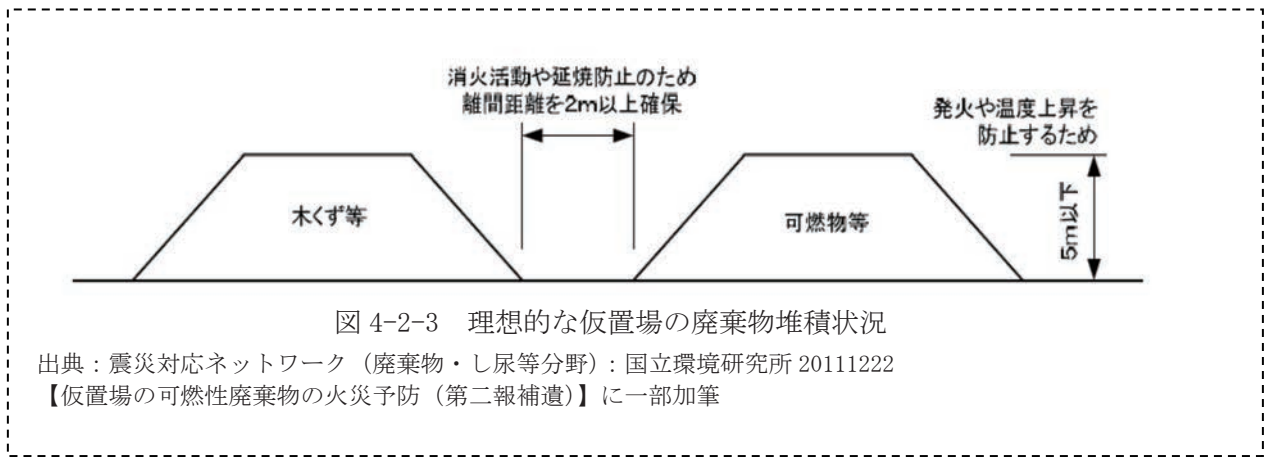 消火活動や延焼防止のため
離間距離を2m以上確保
発火や温度上昇を
防止するため
木くず等
可燃物等
5m以下
図 4-2-3　理想的な仮置場の廃棄物堆積状況
出典：震災対応ネットワーク（廃棄物・し尿等分野）：国立環境研究所 20111222
【仮置場の可燃性廃棄物の火災予防（第二報補遺）】に一部加筆